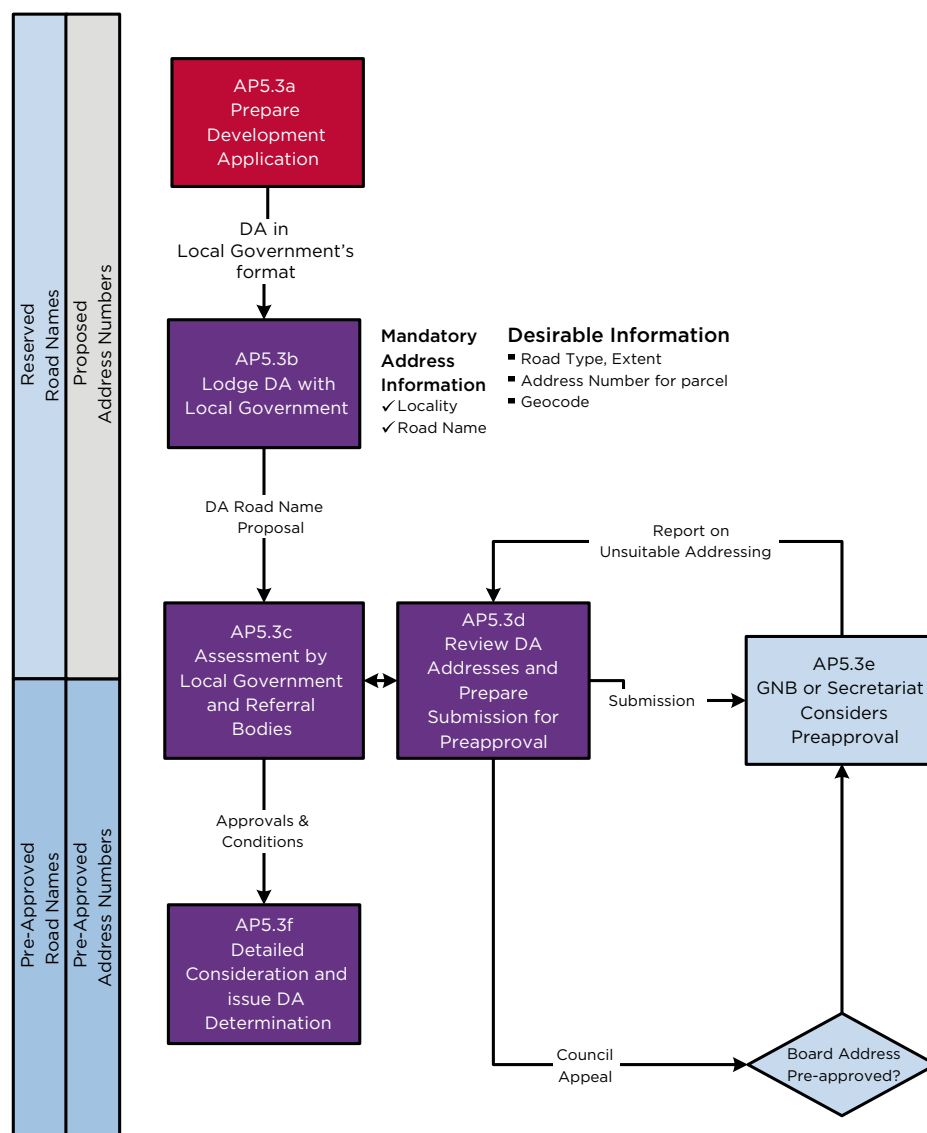 Reserved
Road Names
Proposed
Address Numbers
Pre-Approved
Road Names
Pre-Approved
Address Numbers
AP5.3a
Prepare
Development
Application
DA in
Local Government’s
format
AP5.3b
Lodge DA with
Local Government
Mandatory
Address
Information
✓ Locality
✓ Road Name
Desirable Information
▪ Road Type, Extent
▪ Address Number for parcel
▪ Geocode
DA Road Name
Proposal
Report on
Unsuitable Addressing
AP5.3c
Assessment by
Local Government
and Referral
Bodies
AP5.3d
Review DA
Addresses and
Prepare
Submission for
Preapproval
Submission
AP5.3e
GNB or Secretariat
Considers
Preapproval
Approvals &
Conditions
AP5.3f
Detailed
Consideration and
issue DA
Determination
Council
Appeal
Board Address
Pre-approved?